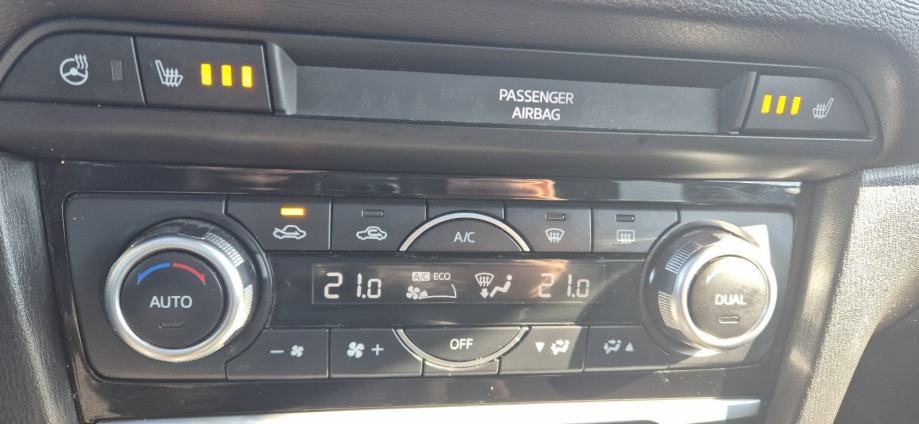 PASSENGER
AIRBAG
A/C
21.0 A/C ECO 21.0
AUTO
DUAL
OFF